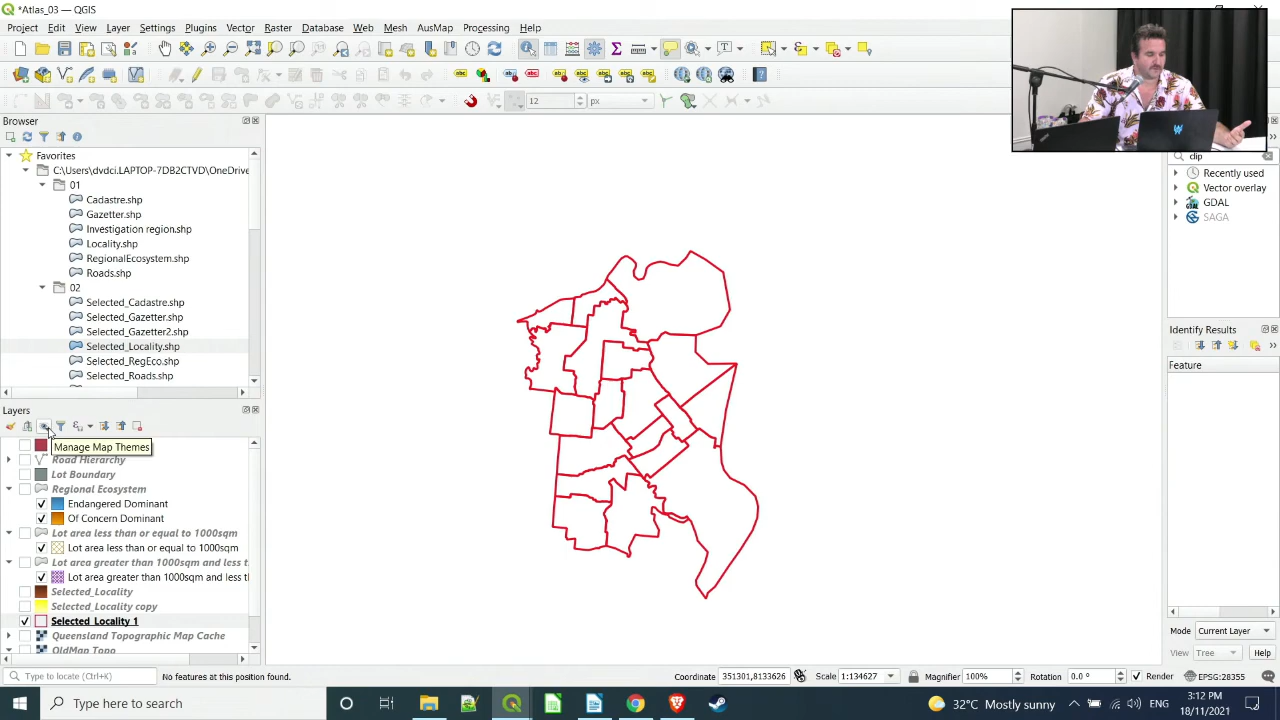 *Atlas_03 — QGIS
Project Edit View Layer Settings Plugins Vector Raster Database Web Mesh AusMap Processing Help
12 px
Browser
Favorites
C:\Users\dvdci.LAPTOP-7DB2CTVD\OneDrive
01
Cadastre.shp
Gazetter.shp
Investigation region.shp
Locality.shp
RegionalEcosystem.shp
Roads.shp
02
Selected_Cadastre.shp
Selected_Gazetter.shp
Selected_Gazetter2.shp
Selected_Locality.shp
Selected_RegEco.shp
Selected_Roads.shp
Layers
Manage Map Themes
Road Hierarchy
Lot Boundary
Regional Ecosystem
Endangered Dominant
Of Concern Dominant
Lot area less than or equal to 1000sqm
Lot area less than or equal to 1000sqm
Lot area greater than 1000sqm and less
Lot area greater than 1000sqm and less t
Selected_Locality
Selected_Locality copy
Selected_Locality 1
Queensland Topographic Map Cache
QldMap Topo
clip
Recently used
Vector overlay
GDAL
SAGA
Identify Results
Feature
Mode Current Layer
View Tree Help
Type to locate (Ctrl+K) No features at this position found. Coordinate 351301,8133626 Scale 1:134627 Magnifier 100% Rotation 0.0 ° Render EPSG:28355
Type here to search
32°C Mostly sunny ENG 3:12 PM
18/11/2021